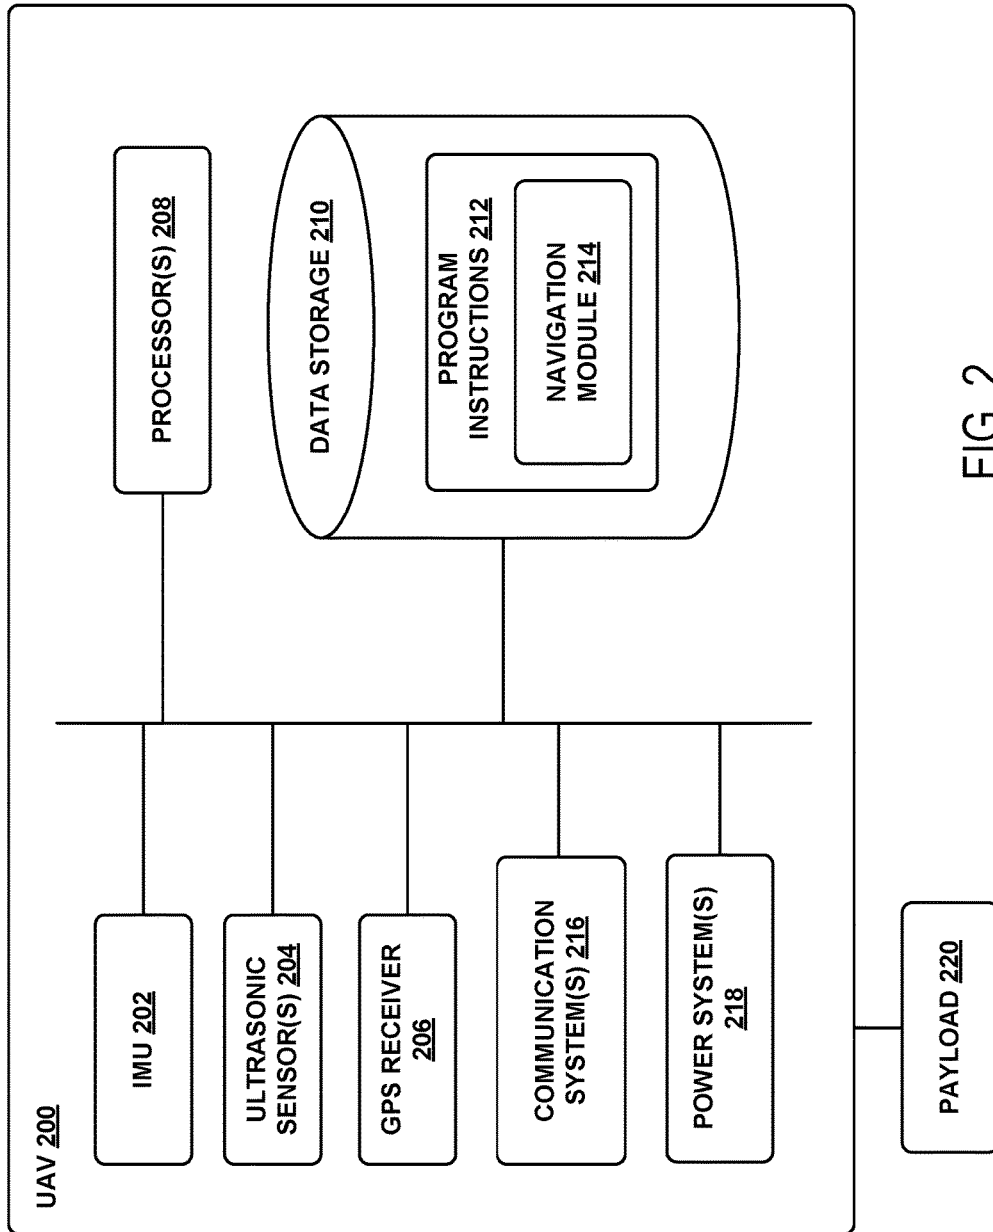 UAV 200
IMU 202
ULTRASONIC
SENSOR(S) 204
GPS RECEIVER
206
COMMUNICATION
SYSTEM(S) 216
POWER SYSTEM(S)
218
PROCESSOR(S) 208
DATA STORAGE 210
PROGRAM
INSTRUCTIONS 212
NAVIGATION
MODULE 214
PAYLOAD 220
FIG. 2